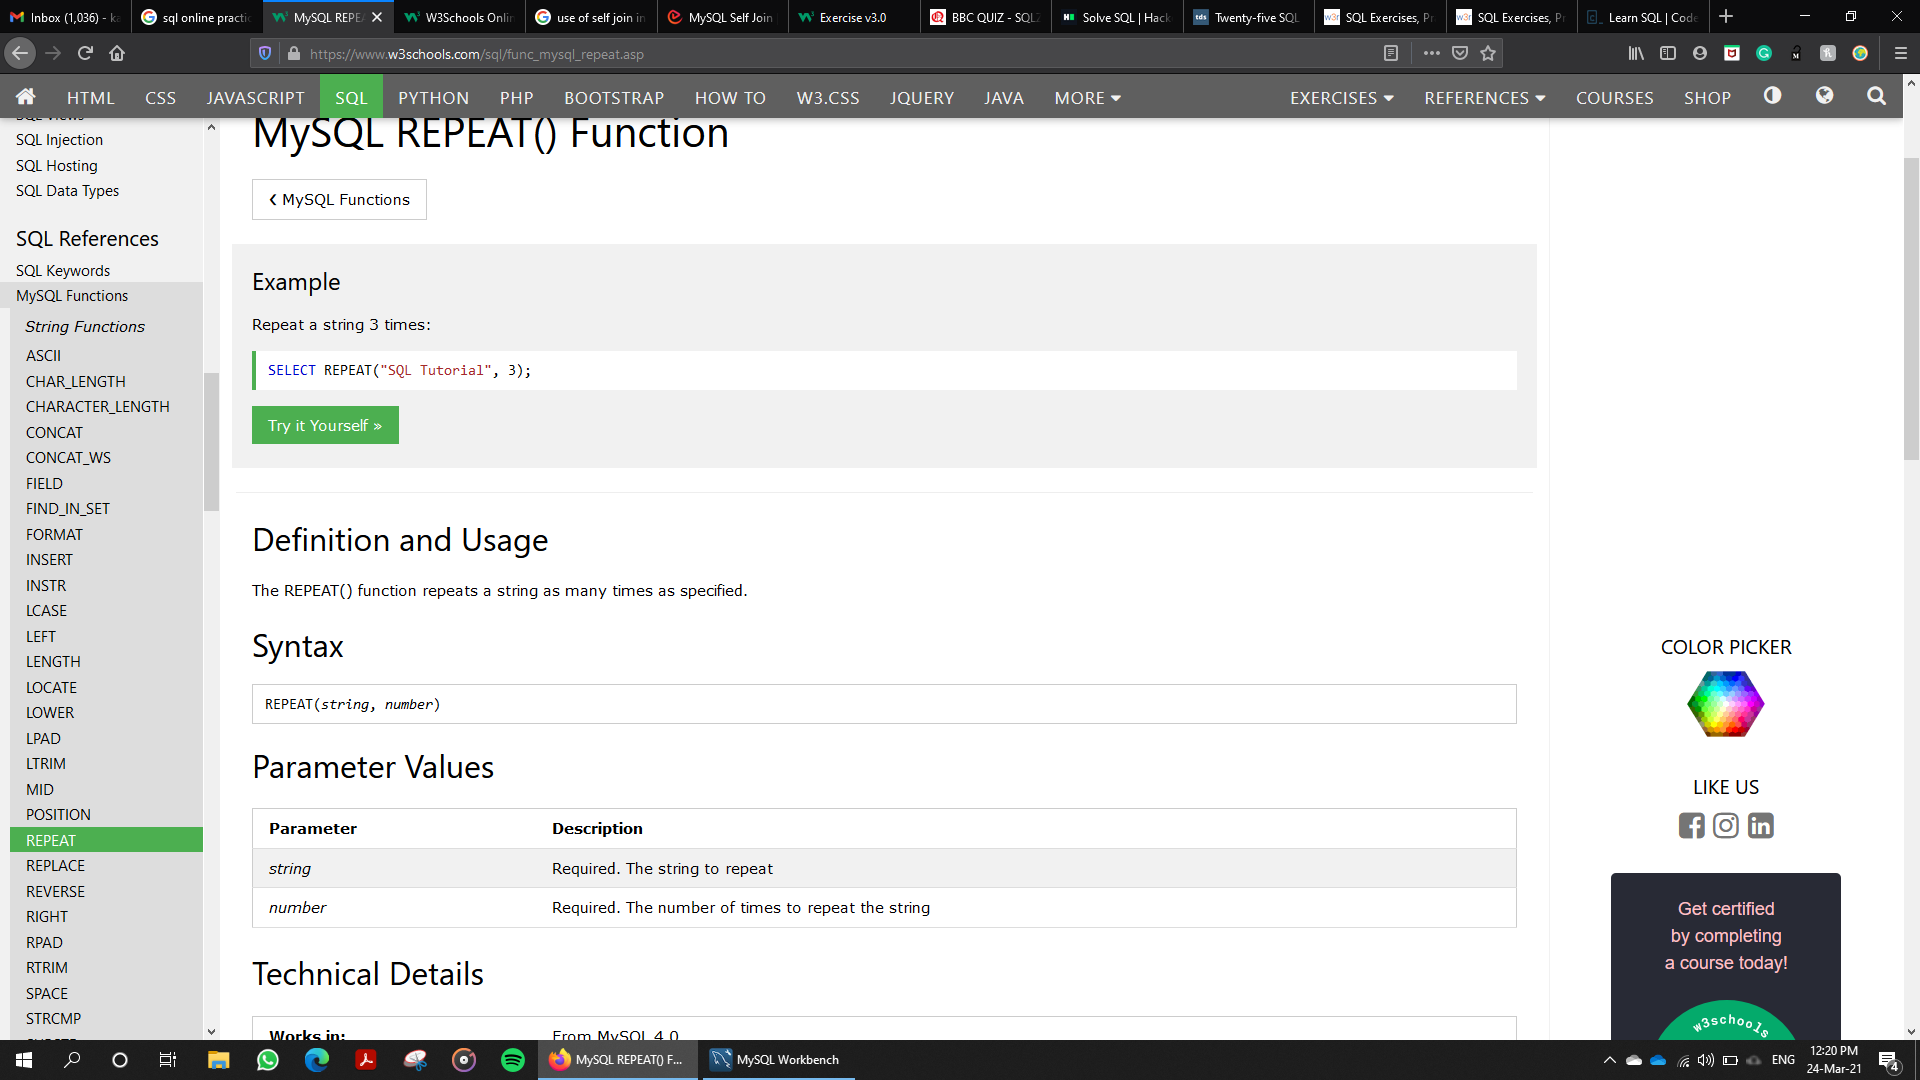 Inbox (1,036) - ka
sql online practic
MySQL REPEA
W3Schools Onlin
use of self join in
MySQL Self Join
Exercise v3.0
BBC QUIZ - SQLZ
Solve SQL | Hack
Twenty-five SQL
SQL Exercises, Pr
SQL Exercises, Pr
Learn SQL | Code
https://www.w3schools.com/sql/func_mysql_repeat.asp
HTML CSS JAVASCRIPT SQL PYTHON PHP BOOTSTRAP HOW TO W3.CSS JQUERY JAVA MORE EXERCISES REFERENCES COURSES SHOP
SQL Views
SQL Injection
SQL Hosting
SQL Data Types
SQL References
SQL Keywords
MySQL Functions
String Functions
ASCII
CHAR_LENGTH
CHARACTER_LENGTH
CONCAT
CONCAT_WS
FIELD
FIND_IN_SET
FORMAT
INSERT
INSTR
LCASE
LEFT
LENGTH
LOCATE
LOWER
LPAD
LTRIM
MID
POSITION
REPEAT
REPLACE
REVERSE
RIGHT
RPAD
RTRIM
SPACE
STRCMP
MySQL REPEAT() Function
❮ MySQL Functions
Example
Repeat a string 3 times:
SELECT REPEAT("SQL Tutorial", 3);
Try it Yourself »
Definition and Usage
The REPEAT() function repeats a string as many times as specified.
Syntax
REPEAT(string, number)
Parameter Values
Parameter Description
string Required. The string to repeat
number Required. The number of times to repeat the string
Technical Details
Works in: From MySQL 4.0
COLOR PICKER
LIKE US
Get certified
by completing
a course today!
w3schools
MySQL REPEAT() F...
MySQL Workbench
ENG
12:20 PM
24-Mar-21
4